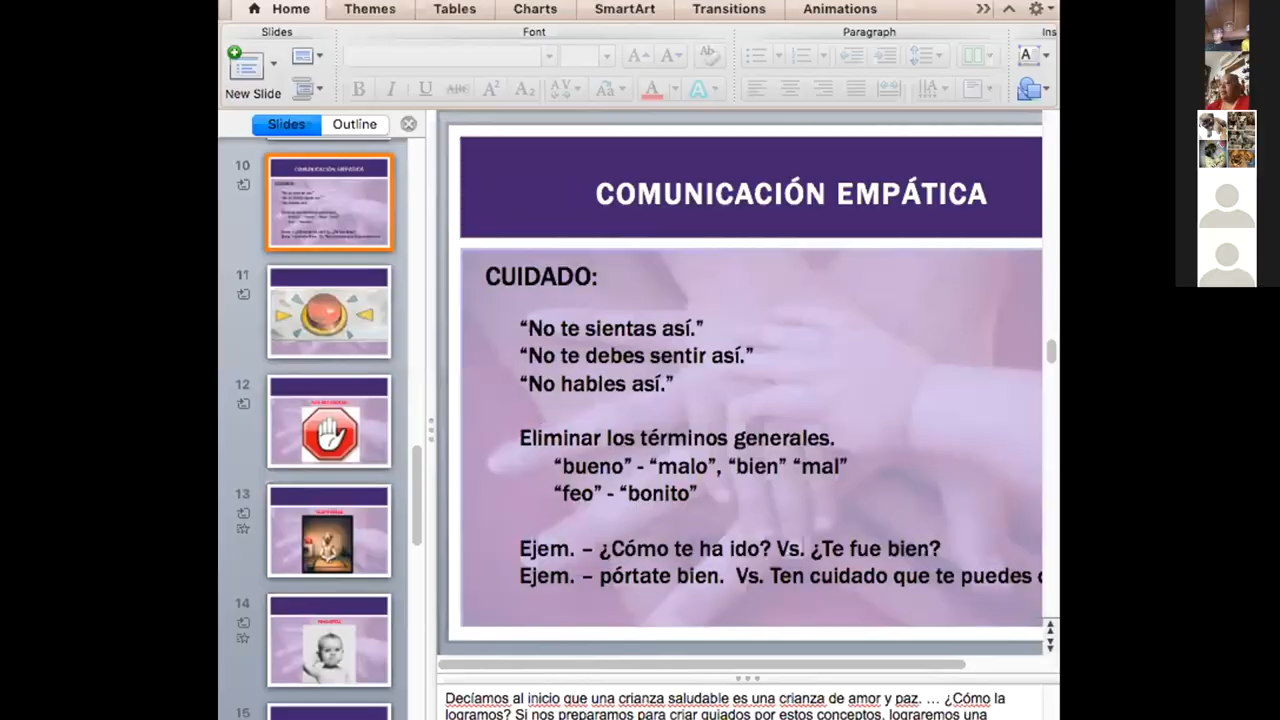 Home Themes Tables Charts SmartArt Transitions Animations
Slides Font Paragraph Ins
New Slide
Slides Outline
10
COMUNICACIÓN EMPÁTICA
11
12
13
14
15
COMUNICACIÓN EMPÁTICA
CUIDADO:
“No te sientas así.”
“No te debes sentir así.”
“No hables así.”
Eliminar los términos generales.
“bueno” - “malo”, “bien” “mal”
“feo” - “bonito”
Ejem. – ¿Cómo te ha ido? Vs. ¿Te fue bien?
Ejem. – pórtate bien. Vs. Ten cuidado que te puedes
Decíamos al inicio que una crianza saludable es una crianza de amor y paz. … ¿Cómo la
logramos? Si nos preparamos para criar guiados por estos conceptos, lograremos una